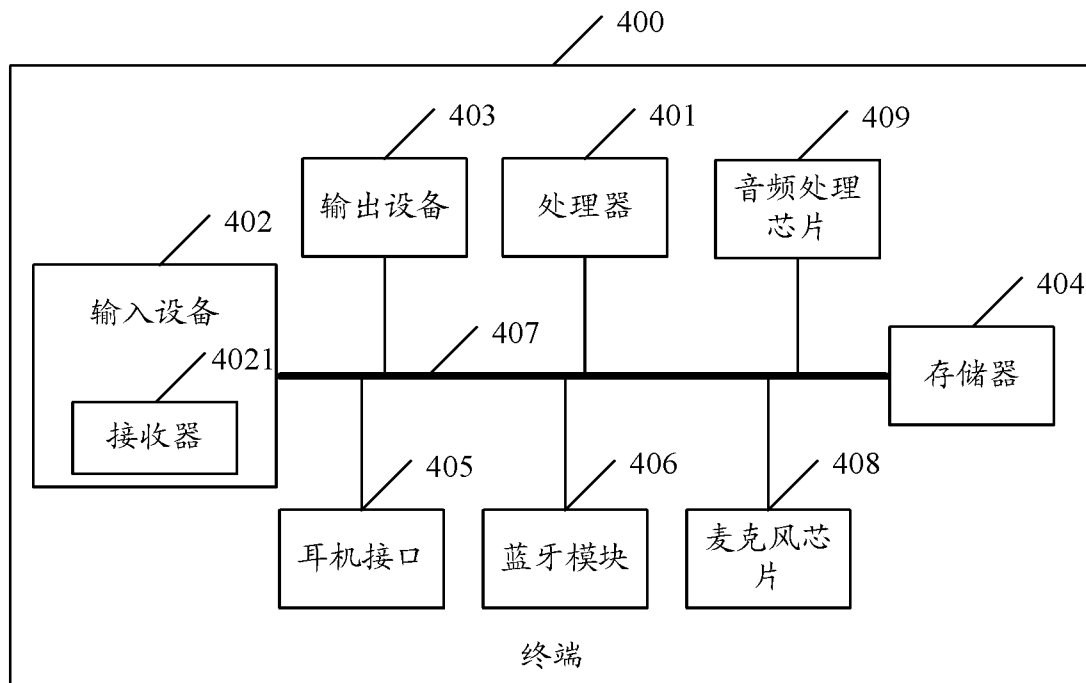 400
403
401
409
输出设备
处理器
音频处理
芯片
402
输入设备
404
407
4021
存储器
接收器
405
406
408
耳机接口
蓝牙模块
麦克风芯
片
终端